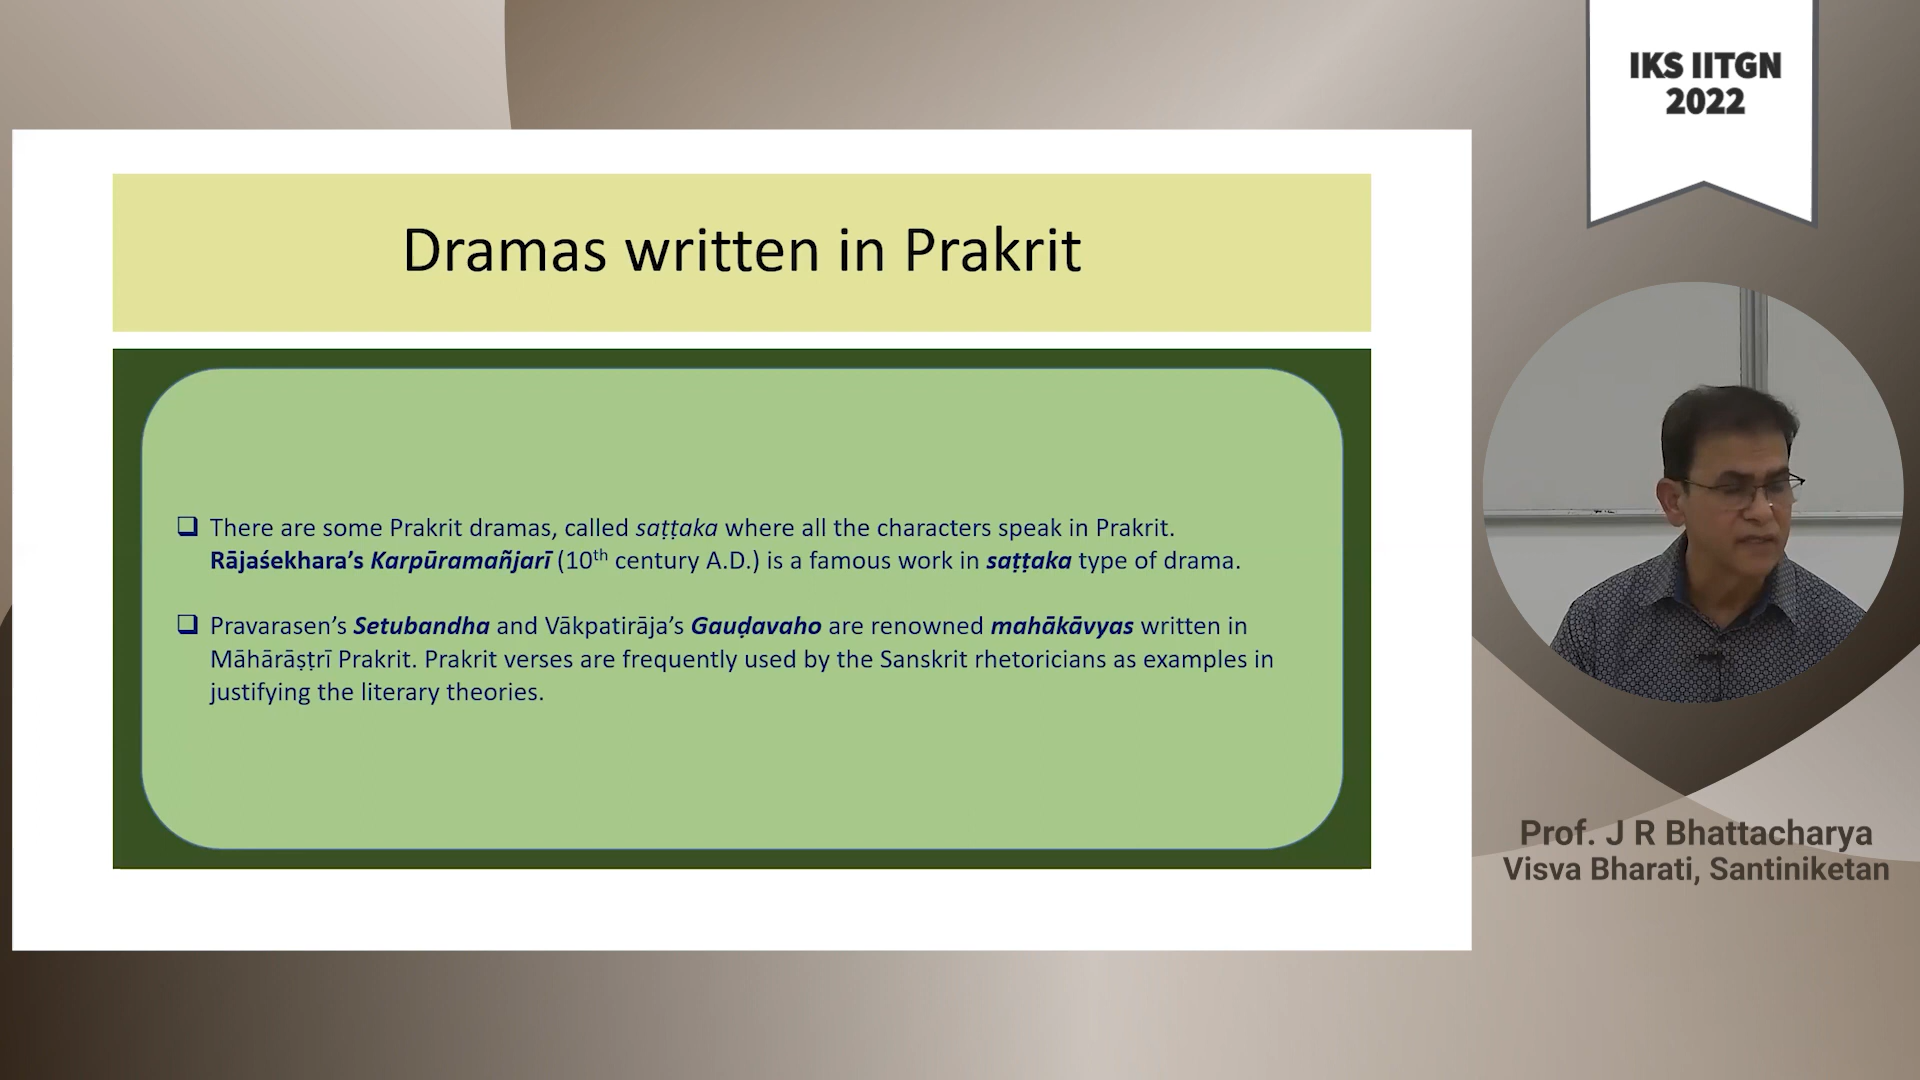 IKS IITGN
2022
Dramas written in Prakrit
❑ There are some Prakrit dramas, called saṭṭaka where all the characters speak in Prakrit.
Rājaśekhara’s Karpūramañjarī (10th century A.D.) is a famous work in saṭṭaka type of drama.
❑ Pravarasen’s Setubandha and Vākpatirāja’s Gauḍavaho are renowned mahākāvyas written in
Māhārāṣṭrī Prakrit. Prakrit verses are frequently used by the Sanskrit rhetoricians as examples in
justifying the literary theories.
Prof. J R Bhattacharya
Visva Bharati, Santiniketan